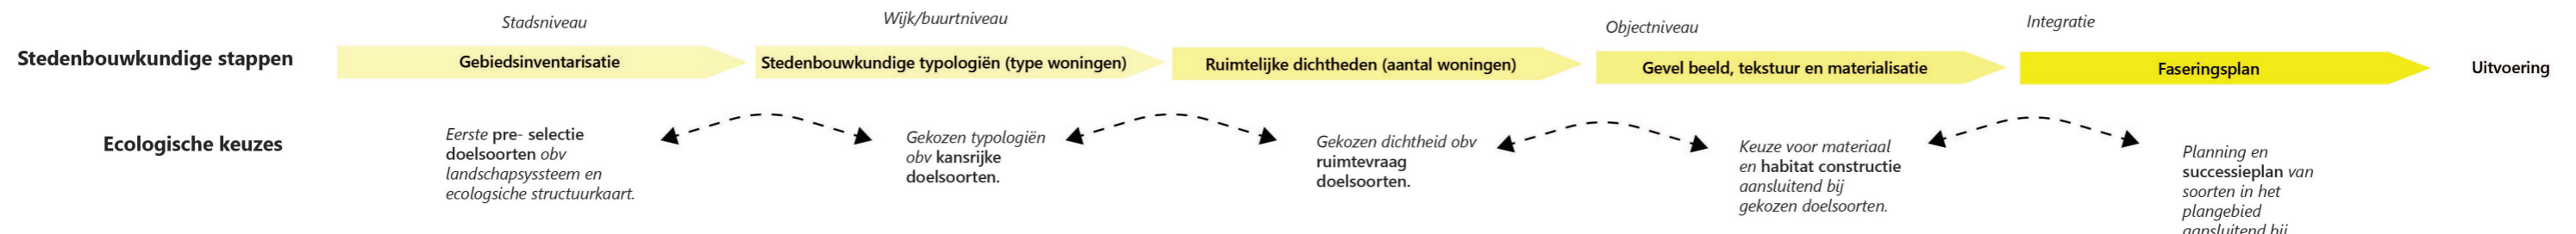 Stadsniveau
Wijk/buurtniveau
Objectniveau
Integratie
Stedenbouwkundige stappen
Gebiedsinventarisatie
Stedenbouwkundige typologiën (type woningen)
Ruimtelijke dichtheden (aantal woningen)
Gevel beeld, tekstuur en materialisatie
Faseringsplan
Uitvoering
Ecologische keuzes
Eerste pre- selectie
doelsoorten obv
landschapsyssteem en
ecologsiche structuurkaart.
Gekozen typologiën
obv kansrijke
doelsoorten.
Gekozen dichtheid obv
ruimtevraag
doelsoorten.
Keuze voor materiaal
en habitat constructie
aansluitend bij
gekozen doelsoorten.
Planning en
successieplan van
soorten in het
plangebied
aansluitend bij